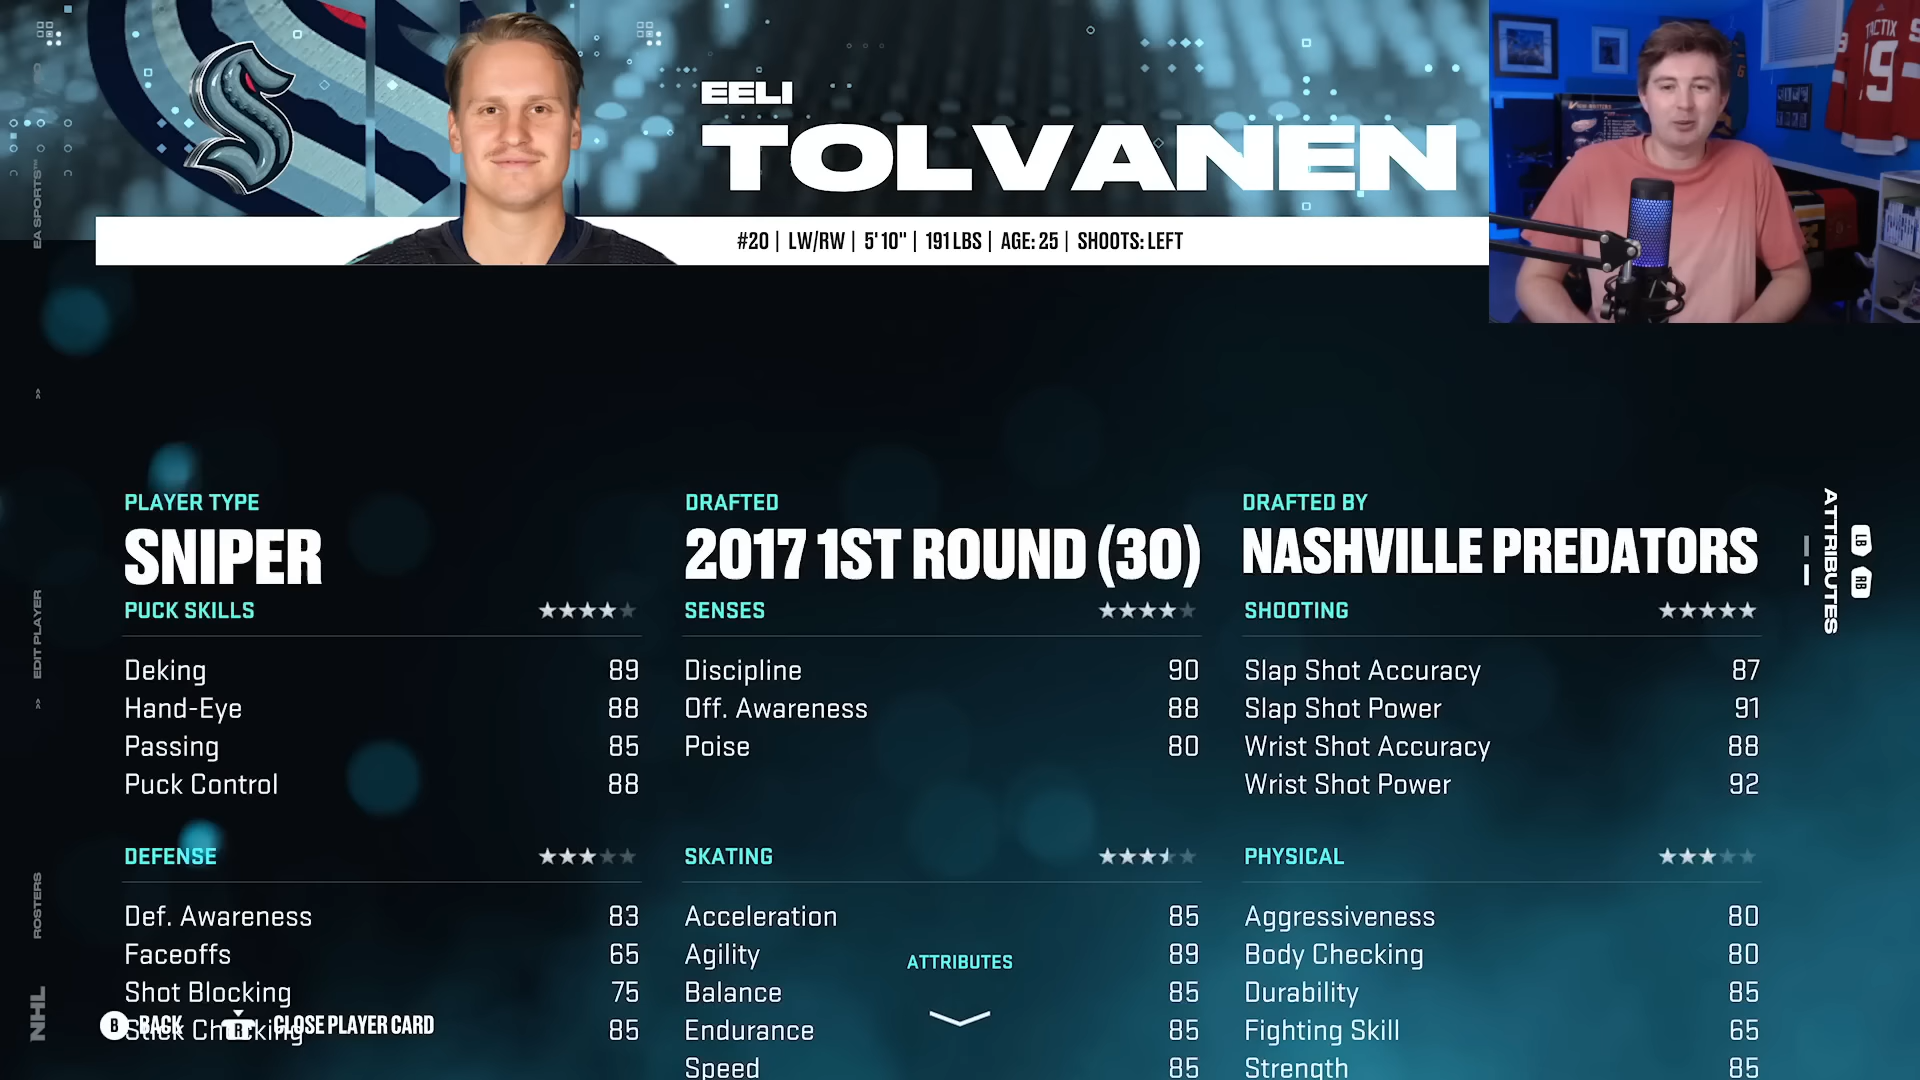 EELI
TOLVANEN
#20 | LW/RW | 5' 10" | 191 LBS | AGE: 25 | SHOOTS: LEFT
TACTIX
19
EA SPORTS™
EDIT PLAYER
ROSTERS
NHL
PLAYER TYPE
SNIPER
DRAFTED
2017 1ST ROUND (30)
DRAFTED BY
NASHVILLE PREDATORS
ATTRIBUTES
LB
RB
PUCK SKILLS
Deking 89
Hand-Eye 88
Passing 85
Puck Control 88
SENSES
Discipline 90
Off. Awareness 88
Poise 80
SHOOTING
Slap Shot Accuracy 87
Slap Shot Power 91
Wrist Shot Accuracy 88
Wrist Shot Power 92
DEFENSE
Def. Awareness 83
Faceoffs 65
Shot Blocking 75
Stick Checking 85
SKATING
Acceleration 85
Agility 89
Balance 85
Endurance 85
Speed 85
PHYSICAL
Aggressiveness 80
Body Checking 80
Durability 85
Fighting Skill 65
Strength 85
ATTRIBUTES
B BACK R CLOSE PLAYER CARD